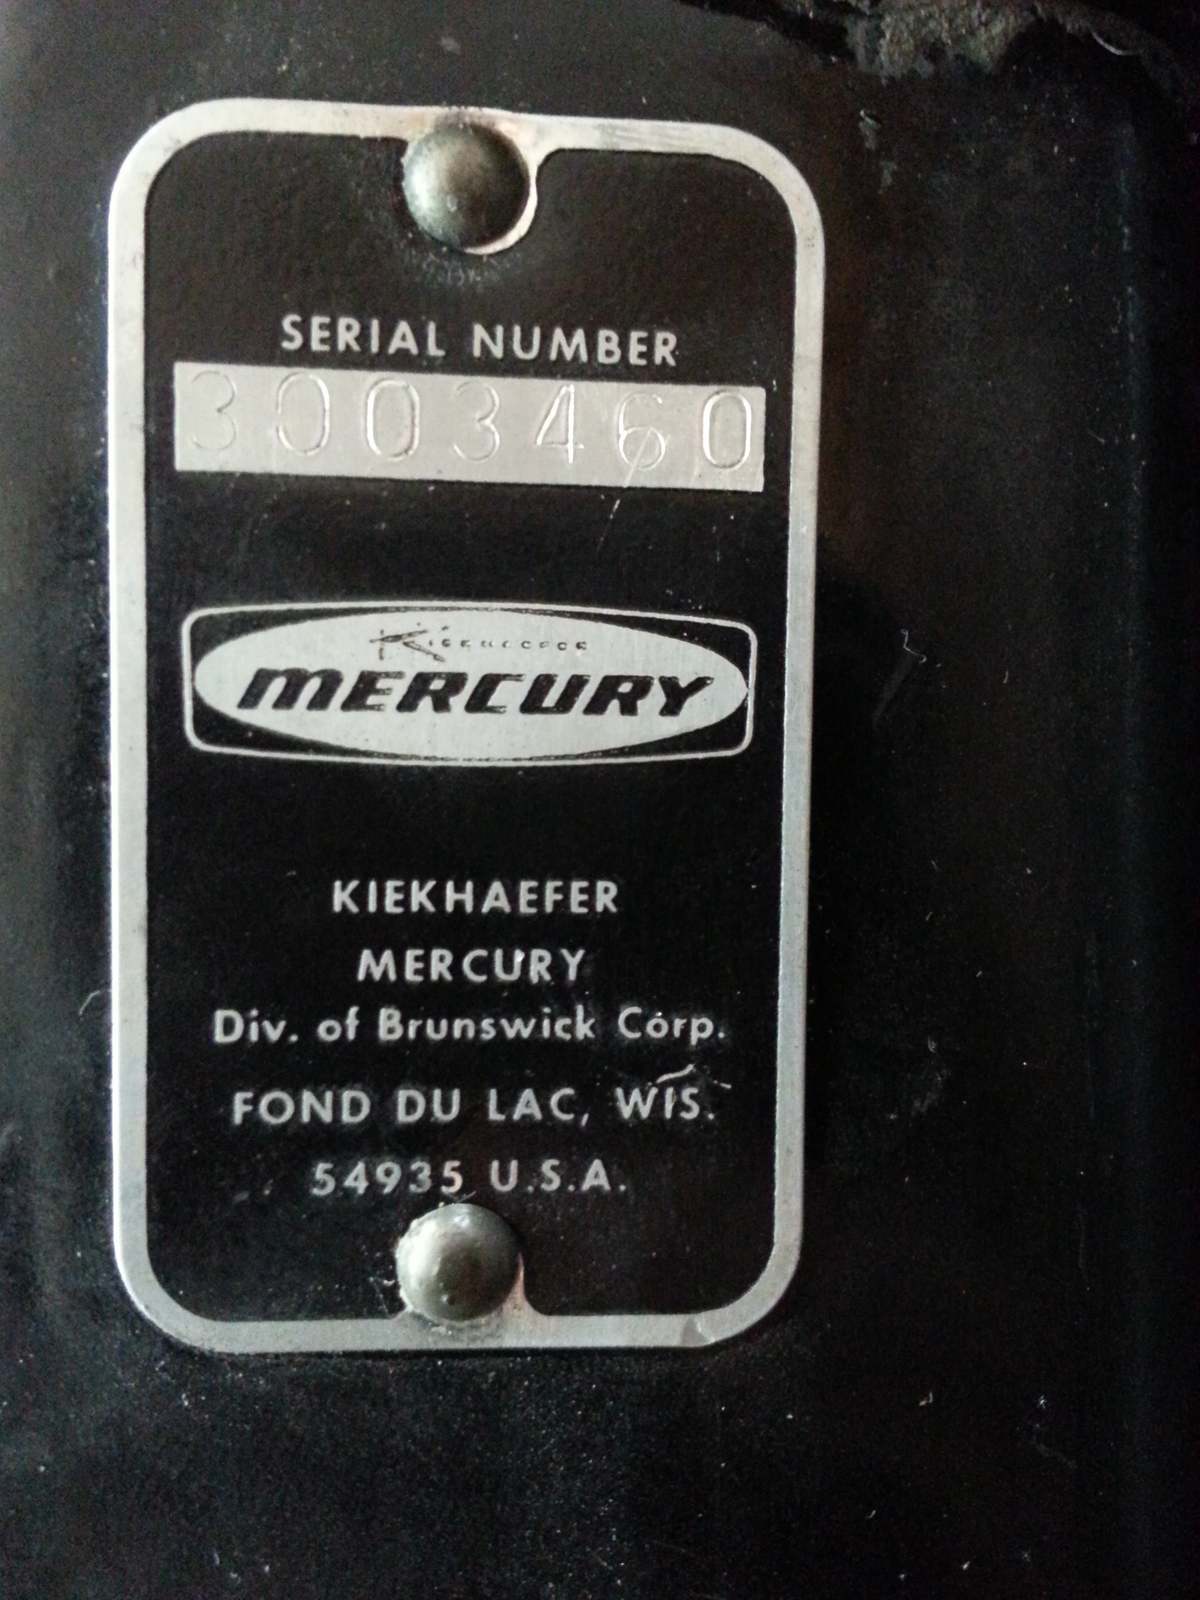 SERIAL NUMBER
3003460
MERCURY
KIEKHAEFER
MERCURY
Div. of Brunswick Corp.
FOND DU LAC, WIS.
54935 U.S.A.